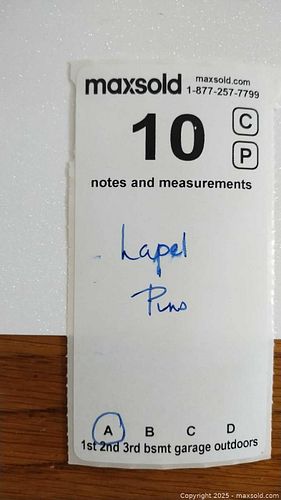 maxsold
maxsold.com
1-877-257-7799
10
C
P
notes and measurements
Lapel
Pins
A B C D
1st 2nd 3rd bsmt garage outdoors
Copyright 2025 - maxsold.com